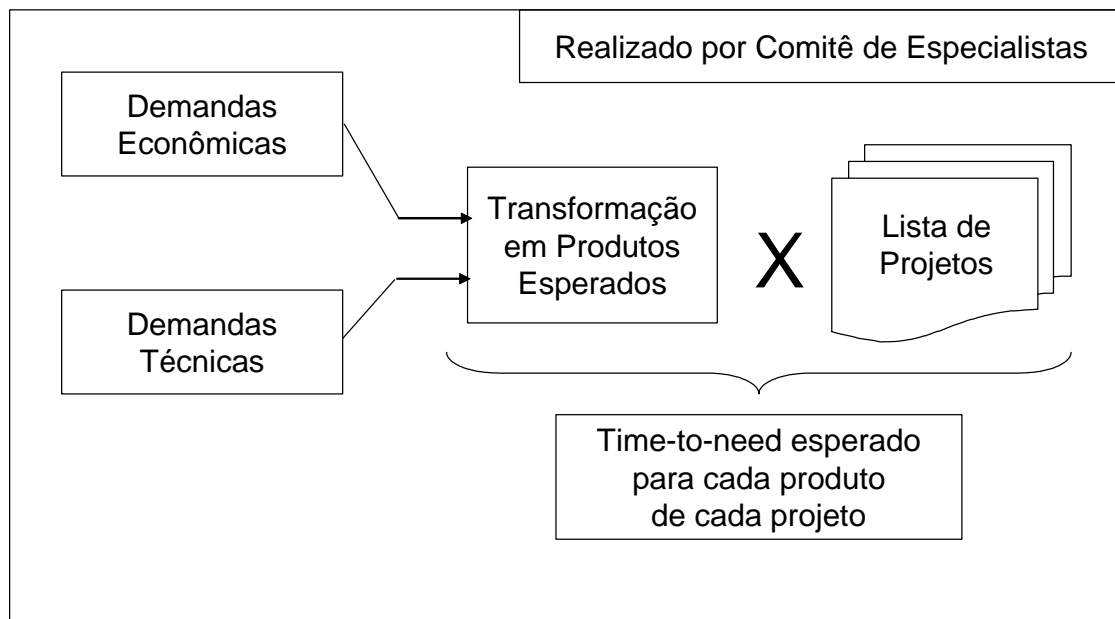 Realizado por Comitê de Especialistas
Demandas
Econômicas
Transformação
em Produtos
Esperados
X
Lista de
Projetos
Demandas
Técnicas
Time-to-need esperado
para cada produto
de cada projeto